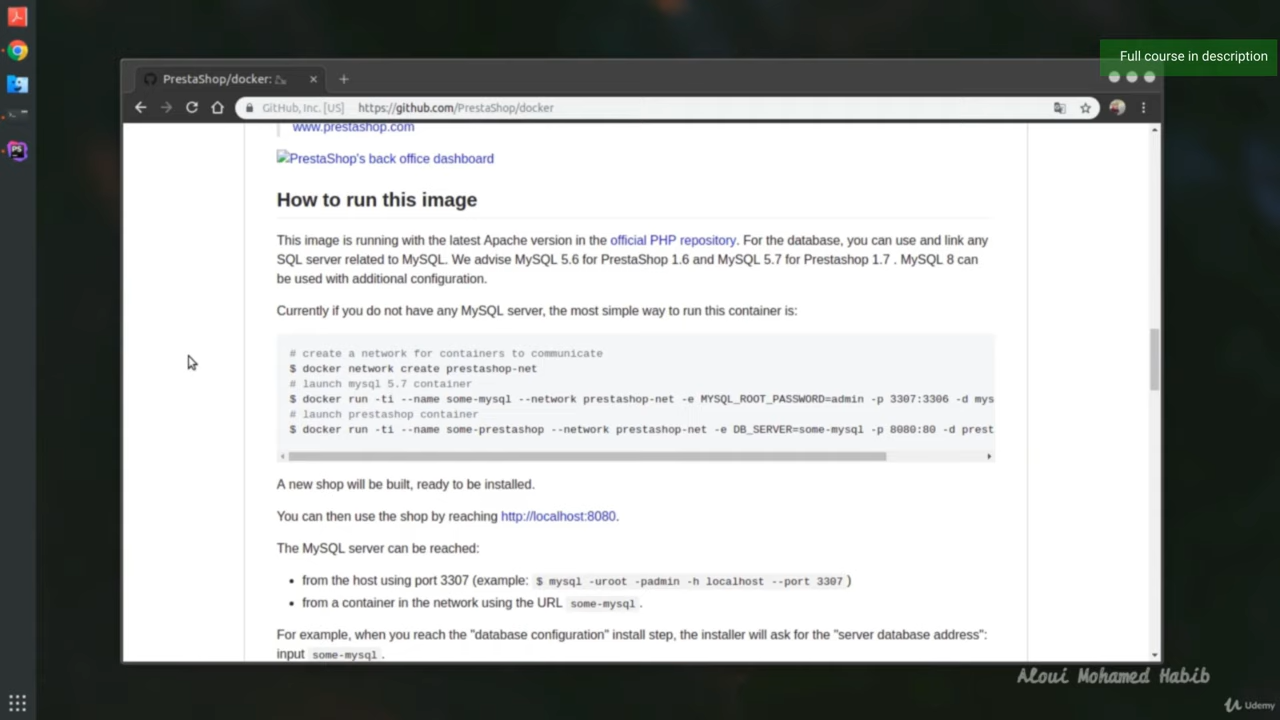 Full course in description
PrestaShop/docker:
GitHub, Inc. [US] https://github.com/PrestaShop/docker
www.prestashop.com
PrestaShop's back office dashboard
How to run this image
This image is running with the latest Apache version in the official PHP repository. For the database, you can use and link any
SQL server related to MySQL. We advise MySQL 5.6 for PrestaShop 1.6 and MySQL 5.7 for Prestashop 1.7 . MySQL 8 can
be used with additional configuration.
Currently if you do not have any MySQL server, the most simple way to run this container is:
# create a network for containers to communicate
$ docker network create prestashop-net
# launch mysql 5.7 container
$ docker run -ti --name some-mysql --network prestashop-net -e MYSQL_ROOT_PASSWORD=admin -p 3307:3306 -d mys
# launch prestashop container
$ docker run -ti --name some-prestashop --network prestashop-net -e DB_SERVER=some-mysql -p 8080:80 -d prest
A new shop will be built, ready to be installed.
You can then use the shop by reaching http://localhost:8080.
The MySQL server can be reached:
• from the host using port 3307 (example: $ mysql -uroot -padmin -h localhost --port 3307 )
• from a container in the network using the URL some-mysql .
For example, when you reach the "database configuration" install step, the installer will ask for the "server database address":
input some-mysql .
Aloui Mohamed Habib
Udemy
PS